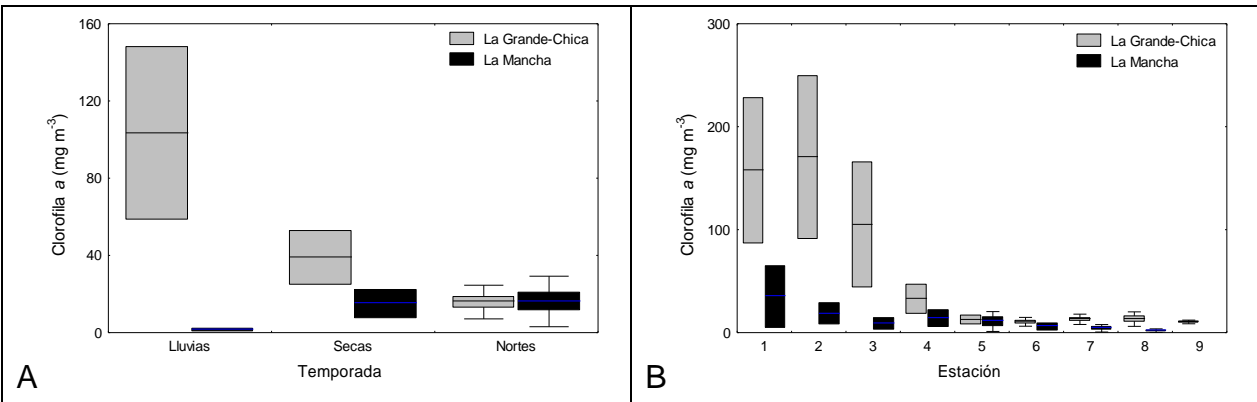 160
120
80
40
0
Clorofila a (mg m-3)
La Grande-Chica
La Mancha
Lluvias Secas Nortes
Temporada
A
300
200
100
0
Clorofila a (mg m-3)
La Grande-Chica
La Mancha
1 2 3 4 5 6 7 8 9
Estación
B